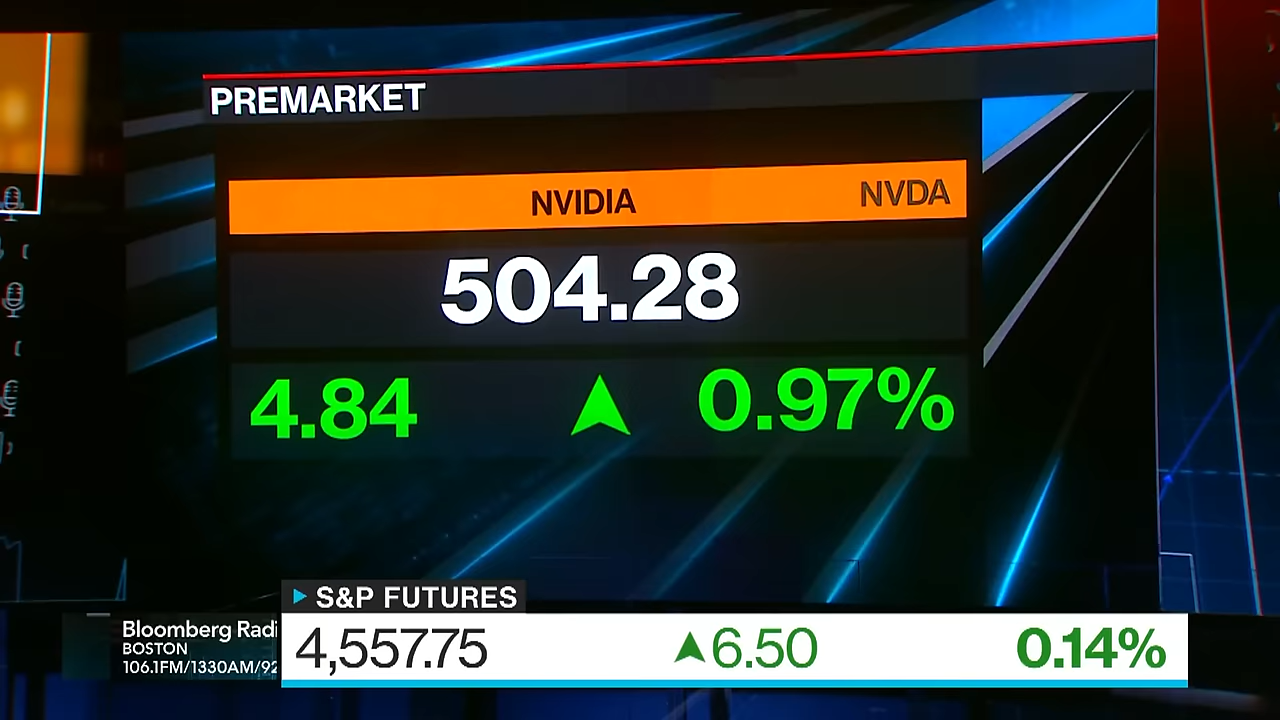 PREMARKET
NVIDIA NVDA
504.28
4.84 ▲ 0.97%
S&P FUTURES
4,557.75 ▲6.50 0.14%
Bloomberg Radi
BOSTON
106.1FM/1330AM/92